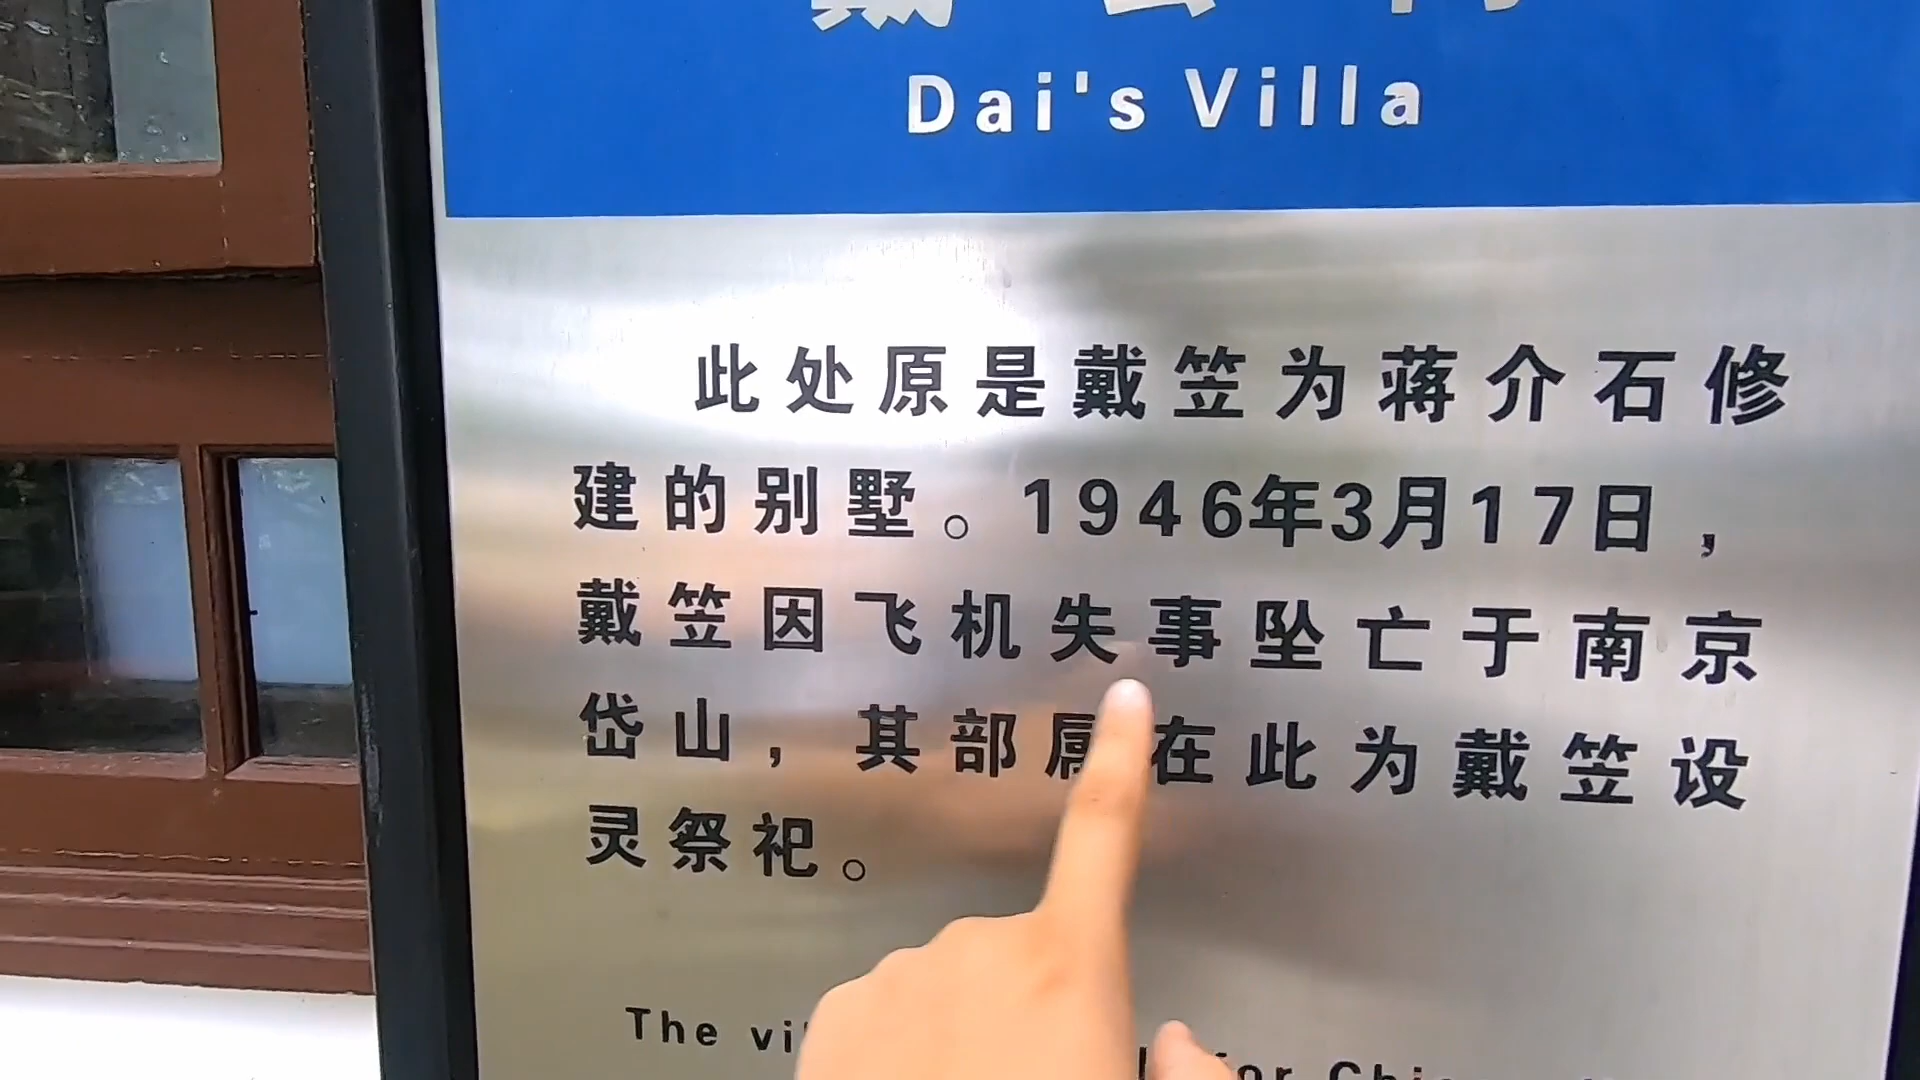 Dai's Villa
此处原是戴笠为蒋介石修
建的别墅。1946年3月17日，
戴笠因飞机失事坠亡于南京
岱山，其部属在此为戴笠设
灵祭祀。
The